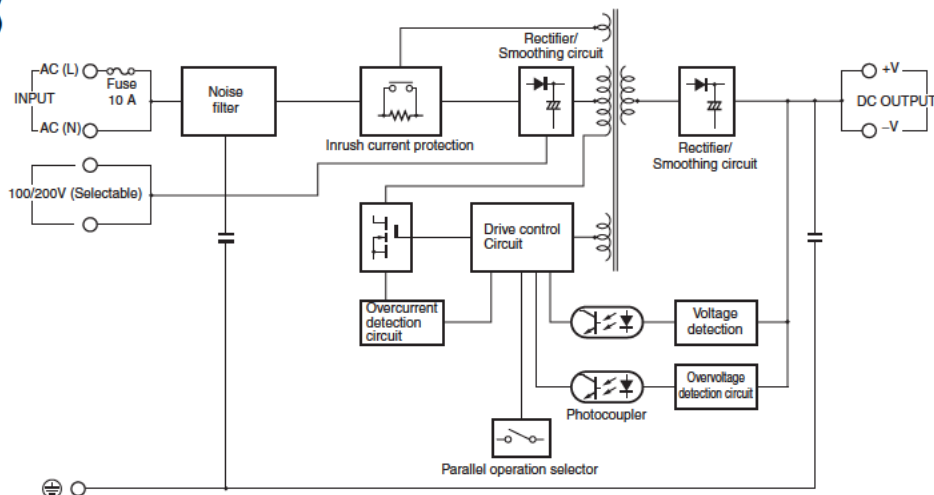 Rectifier/
Smoothing circuit
AC (L)
Fuse
10 A
INPUT
AC (N)
Noise
filter
Inrush current protection
+V
DC OUTPUT
−V
Rectifier/
Smoothing circuit
100/200V (Selectable)
Drive control
Circuit
Overcurrent
detection
circuit
Voltage
detection
Overvoltage
detection circuit
Photocoupler
Parallel operation selector